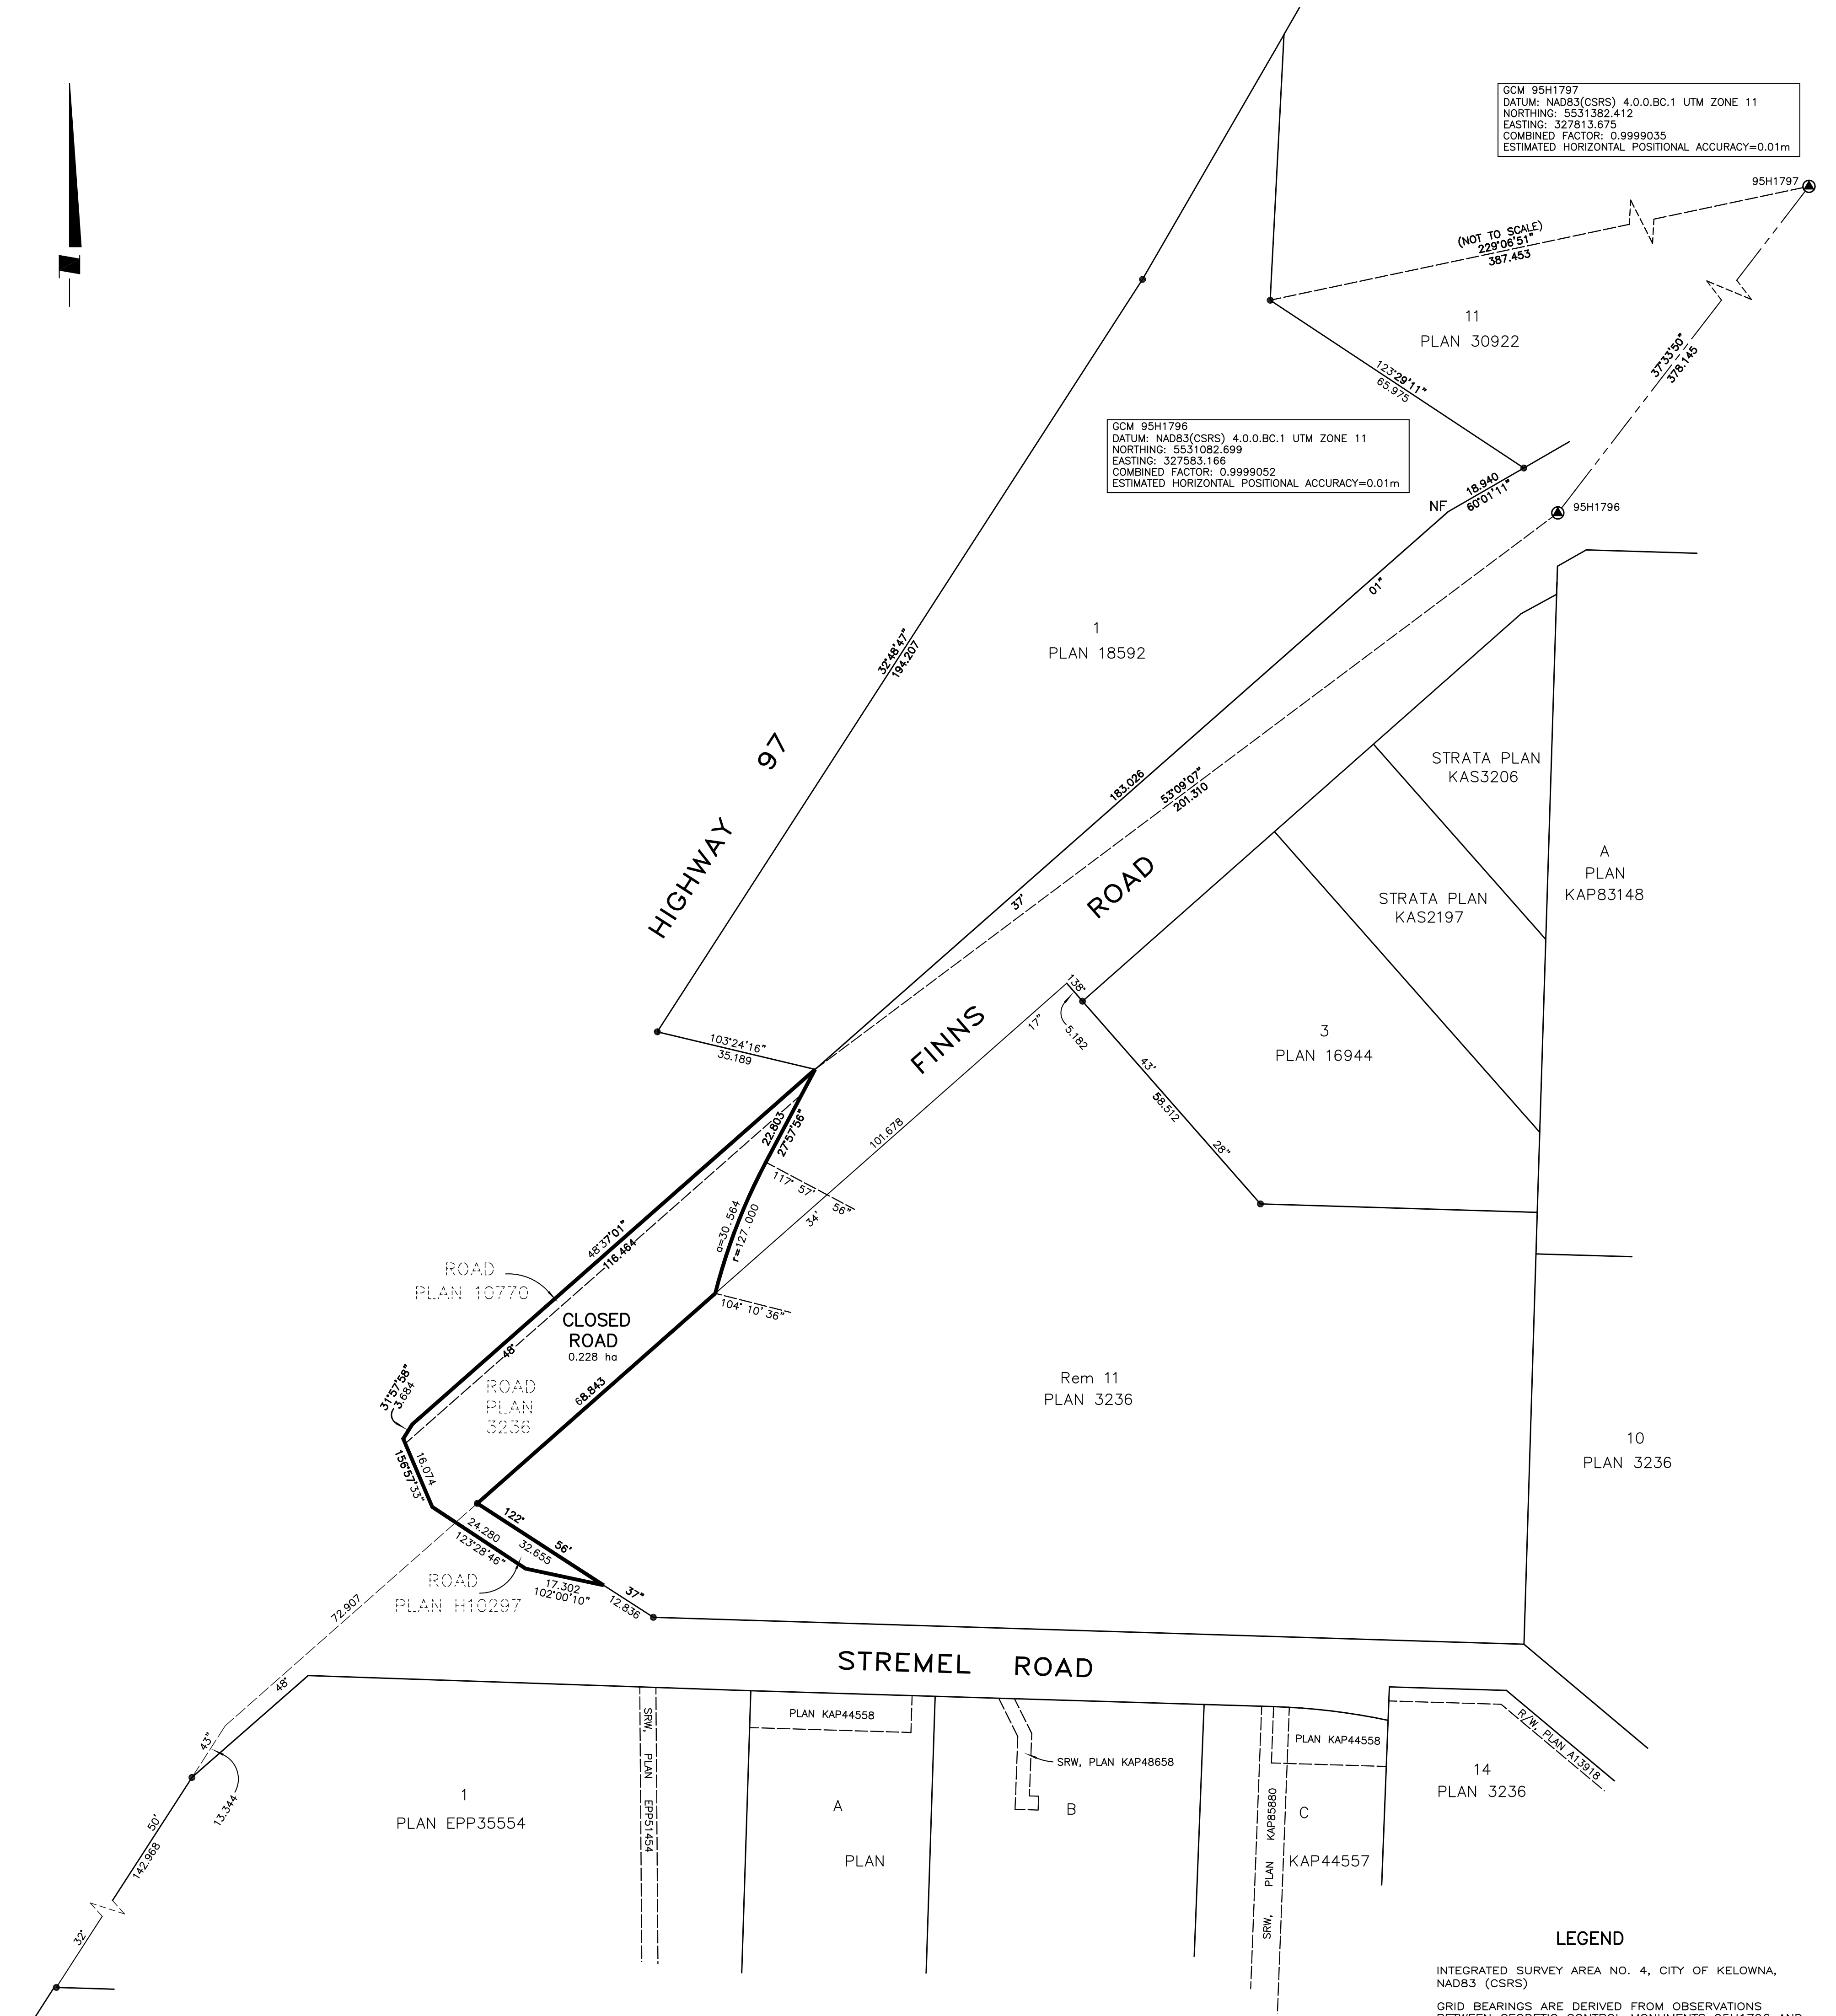 GCM 95H1797
DATUM: NAD83(CSRS) 4.0.0.BC.1 UTM ZONE 11
NORTHING: 5531382.412
EASTING: 327813.675
COMBINED FACTOR: 0.9999035
ESTIMATED HORIZONTAL POSITIONAL ACCURACY=0.01m
95H1797
(NOT TO SCALE)
229°06'51"
387.453
11
PLAN 30922
37°33'50"
378.145
123°29'11"
65.975
GCM 95H1796
DATUM: NAD83(CSRS) 4.0.0.BC.1 UTM ZONE 11
NORTHING: 5531082.699
EASTING: 327583.166
COMBINED FACTOR: 0.9999052
ESTIMATED HORIZONTAL POSITIONAL ACCURACY=0.01m
18.940
60°01'11"
NF
95H1796
01"
1
PLAN 18592
32°48'47"
194.207
HIGHWAY 97
183.026
53°09'07"
201.310
37'
STRATA PLAN
KAS3206
A
PLAN
KAP83148
STRATA PLAN
KAS2197
FINNS ROAD
138°
17"
5.182
3
PLAN 16944
43'
58.512
28"
103°24'16"
35.189
101.678
22.803
27°57'56"
117° 57' 56"
34'
a=30.564
r=127.000
48°37'01"
116.464
ROAD
PLAN 10770
104° 10' 36"
CLOSED
ROAD
0.228 ha
48°
31°57'58"
3.684
ROAD
PLAN
3236
68.843
Rem 11
PLAN 3236
10
PLAN 3236
16.074
156°57'33"
122°
56'
24.280
32.655
123°28'46"
37"
17.302
102°00'10"
12.836
ROAD
PLAN H10297
72.907
STREMEL ROAD
48'
43"
13.344
50'
142.968
32°
1
PLAN EPP35554
SRW, PLAN EPP51454
PLAN KAP44558
SRW, PLAN KAP48658
PLAN KAP44558
R/W, PLAN A13918
14
PLAN 3236
A
B
C
SRW, PLAN KAP85880
PLAN
KAP44557
LEGEND
INTEGRATED SURVEY AREA NO. 4, CITY OF KELOWNA,
NAD83 (CSRS)
GRID BEARINGS ARE DERIVED FROM OBSERVATIONS
BETWEEN GEODETIC CONTROL MONUMENTS 95H1796 AND